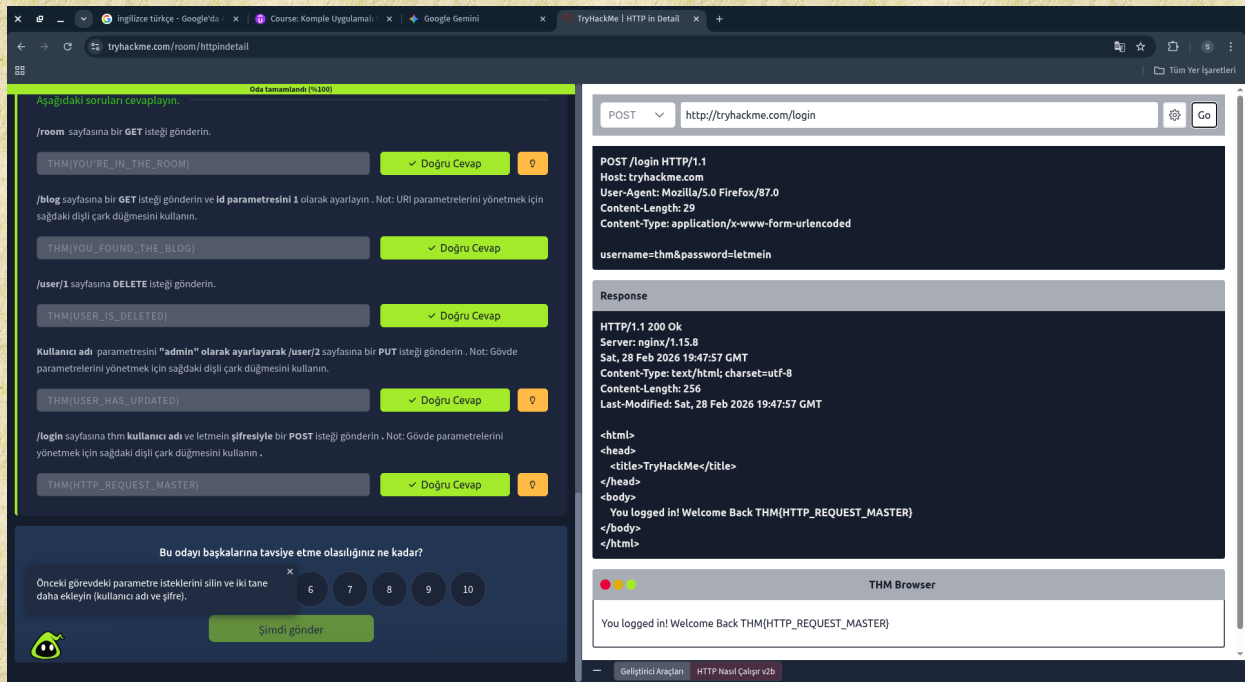 ingilizce türkçe - Google'da A
Course: Komple Uygulamalı
Google Gemini
TryHackMe | HTTP in Detail
tryhackme.com/room/httpindetail
S
Tüm Yer İşaretleri
Oda tamamlandı (%100)
Aşağıdaki soruları cevaplayın.
/room sayfasına bir GET isteği gönderin.
THM{YOU'RE_IN_THE_ROOM}
Doğru Cevap
/blog sayfasına bir GET isteği gönderin ve id parametresini 1 olarak ayarlayın . Not: URI parametrelerini yönetmek için
sağdaki dişli çark düğmesini kullanın.
THM{YOU_FOUND_THE_BLOG}
Doğru Cevap
/user/1 sayfasına DELETE isteği gönderin.
THM{USER_IS_DELETED}
Doğru Cevap
Kullanıcı adı parametresini "admin" olarak ayarlayarak /user/2 sayfasına bir PUT isteği gönderin . Not: Gövde
parametrelerini yönetmek için sağdaki dişli çark düğmesini kullanın.
THM{USER_HAS_UPDATED}
Doğru Cevap
/login sayfasına thm kullanıcı adı ve letmein şifresiyle bir POST isteği gönderin . Not: Gövde parametrelerini
yönetmek için sağdaki dişli çark düğmesini kullanın .
THM{HTTP_REQUEST_MASTER}
Doğru Cevap
Bu odayı başkalarına tavsiye etme olasılığınız ne kadar?
Önceki görevdeki parametre isteklerini silin ve iki tane
daha ekleyin (kullanıcı adı ve şifre).
6 7 8 9 10
Şimdi gönder
POST
http://tryhackme.com/login
Go
POST /login HTTP/1.1
Host: tryhackme.com
User-Agent: Mozilla/5.0 Firefox/87.0
Content-Length: 29
Content-Type: application/x-www-form-urlencoded
username=thm&password=letmein
Response
HTTP/1.1 200 Ok
Server: nginx/1.15.8
Sat, 28 Feb 2026 19:47:57 GMT
Content-Type: text/html; charset=utf-8
Content-Length: 256
Last-Modified: Sat, 28 Feb 2026 19:47:57 GMT
<html>
<head>
<title>TryHackMe</title>
</head>
<body>
You logged in! Welcome Back THM{HTTP_REQUEST_MASTER}
</body>
</html>
THM Browser
You logged in! Welcome Back THM{HTTP_REQUEST_MASTER}
Geliştirici Araçları
HTTP Nasıl Çalışır v2b